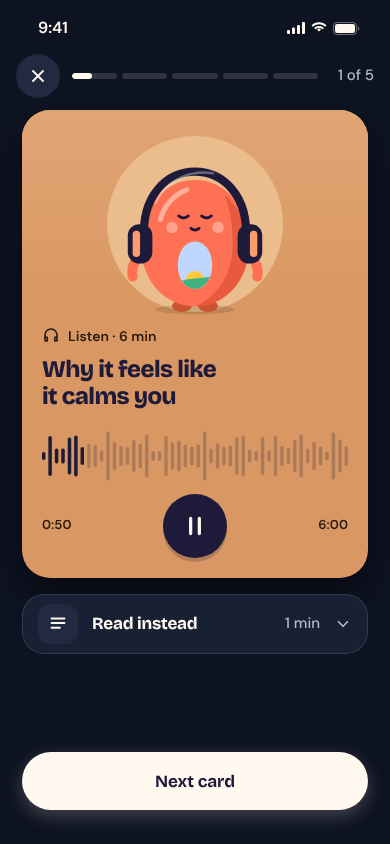 9:41
1 of 5
Listen · 6 min
Why it feels like
it calms you
0:50
6:00
Read instead
1 min
Next card